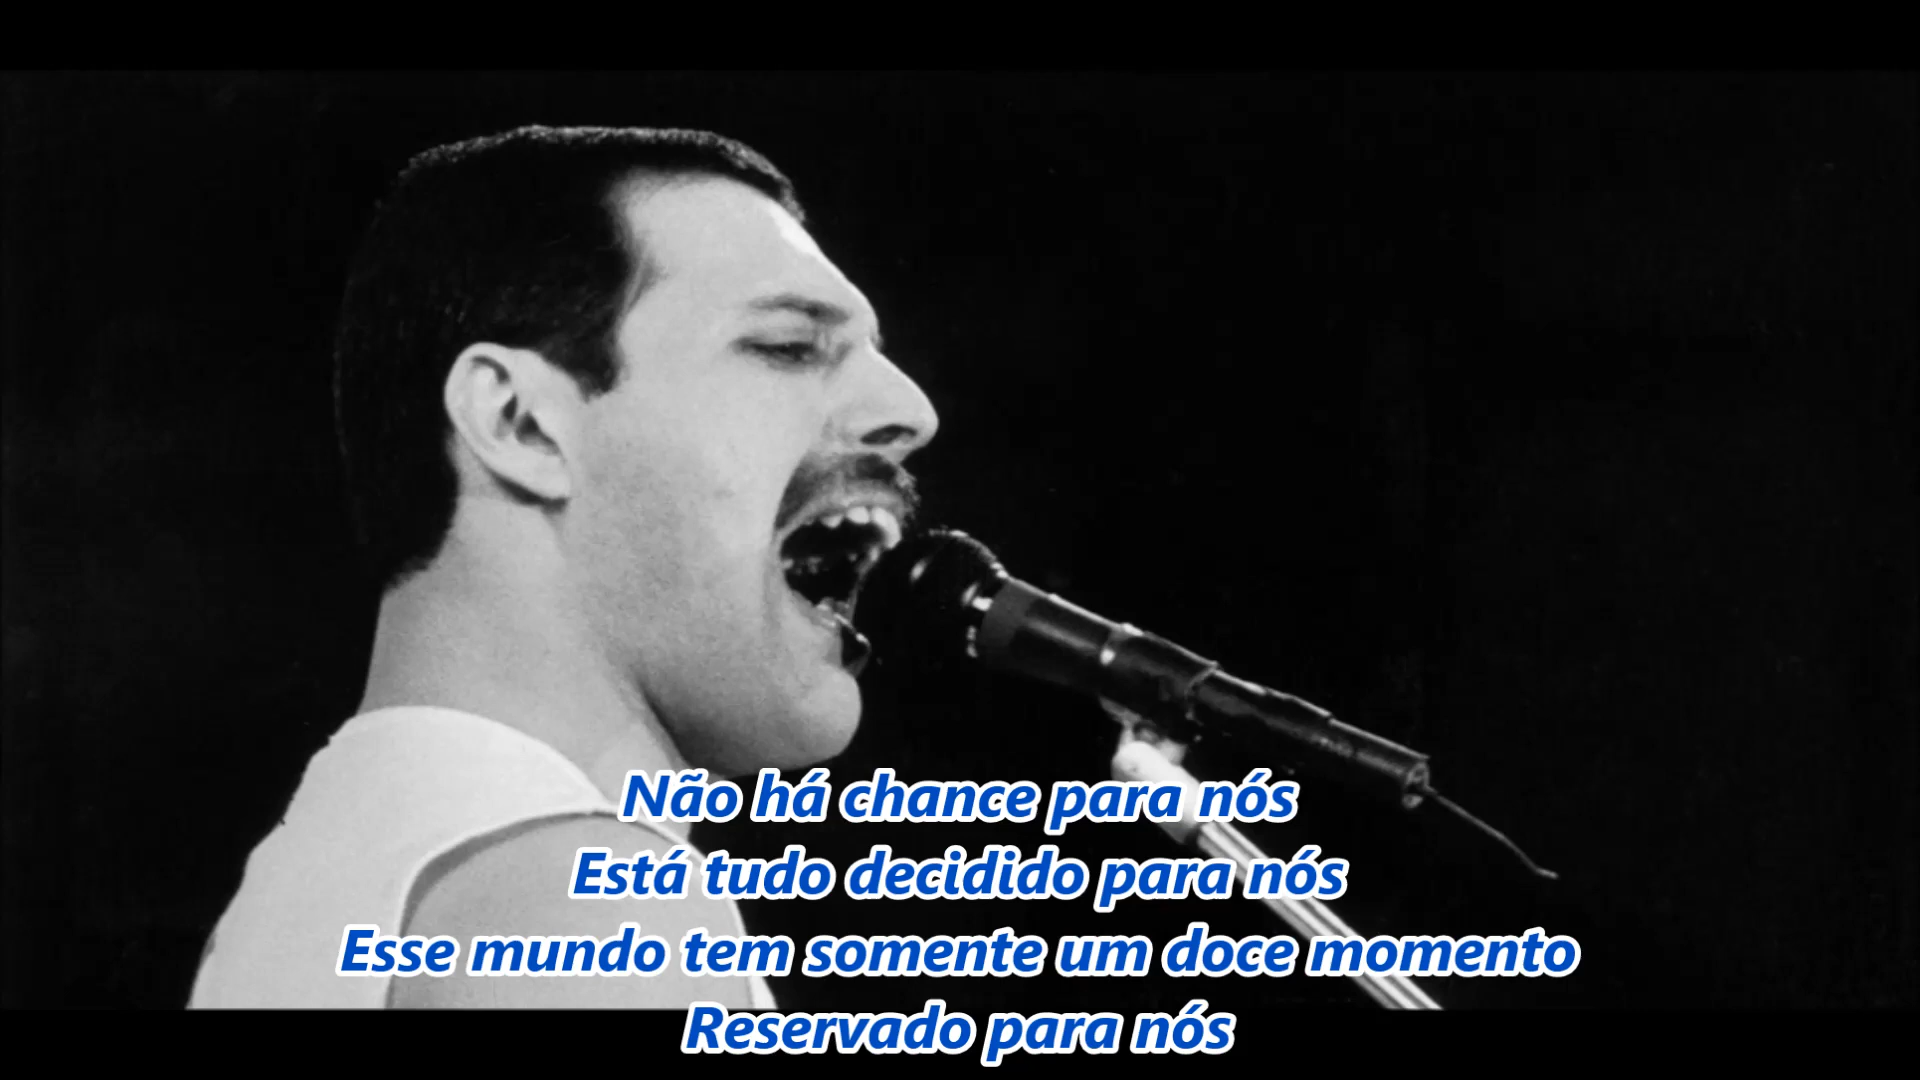 Não há chance para nós
Está tudo decidido para nós
Esse mundo tem somente um doce momento
Reservado para nós